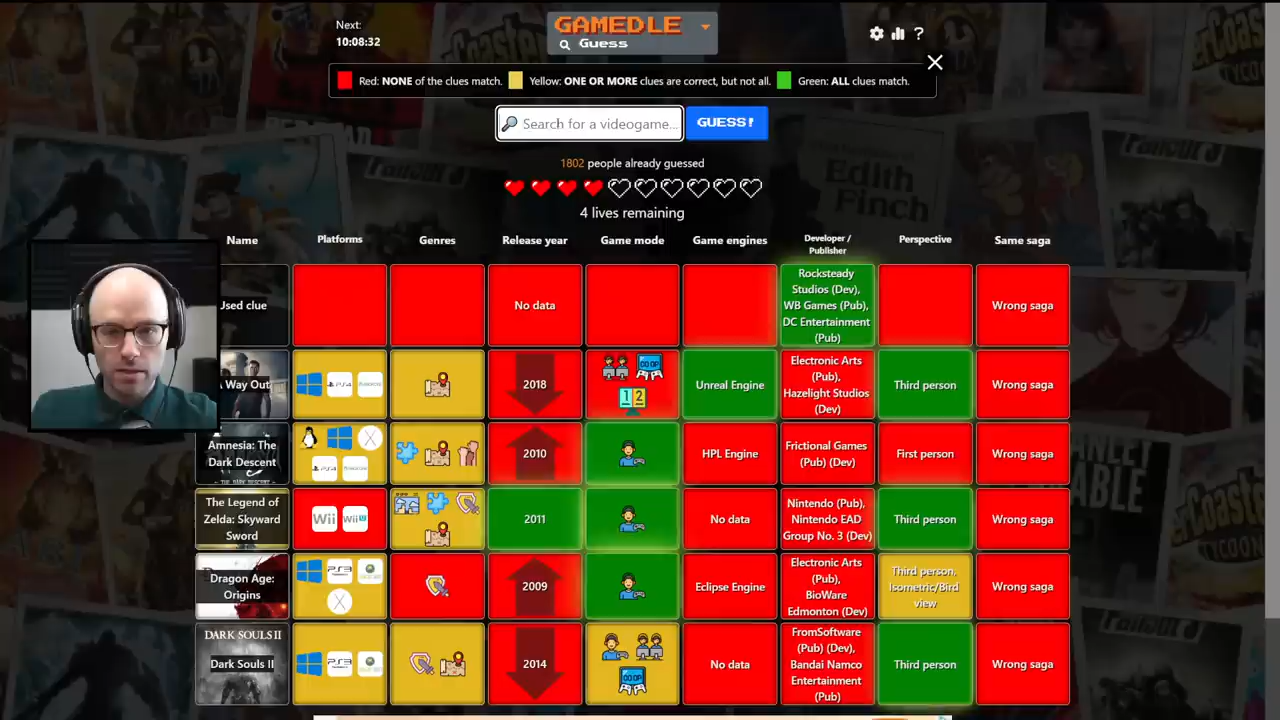 Next:
10:08:32
GAMEDLE
Guess
?
Red: NONE of the clues match. Yellow: ONE OR MORE clues are correct, but not all. Green: ALL clues match.
Search for a videogame...
GUESS!
1802 people already guessed
4 lives remaining
Name Platforms Genres Release year Game mode Game engines Developer / Publisher Perspective Same saga
Used clue
No data
Rocksteady
Studios (Dev),
WB Games (Pub),
DC Entertainment
(Pub)
Wrong saga
A Way Out
2018
Unreal Engine
Electronic Arts
(Pub),
Hazelight Studios
(Dev)
Third person
Wrong saga
Amnesia: The
Dark Descent
2010
HPL Engine
Frictional Games
(Pub) (Dev)
First person
Wrong saga
The Legend of
Zelda: Skyward
Sword
Wii WiiU
2011
No data
Nintendo (Pub),
Nintendo EAD
Group No. 3 (Dev)
Third person
Wrong saga
Dragon Age:
Origins
PS3
2009
Eclipse Engine
Electronic Arts
(Pub),
BioWare
Edmonton (Dev)
Third person,
Isometric/Bird
view
Wrong saga
DARK SOULS II
Dark Souls II
PS3
2014
No data
FromSoftware
(Pub) (Dev),
Bandai Namco
Entertainment
(Pub)
Third person
Wrong saga